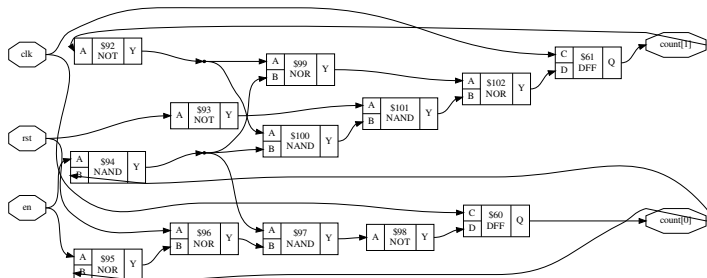 clk
rst
en
A $92 NOT Y
A $93 NOT Y
A B $94 NAND Y
A B $95 NOR Y
A B $96 NOR Y
A B $99 NOR Y
A B $100 NAND Y
A B $97 NAND Y
A B $101 NAND Y
A $98 NOT Y
A B $102 NOR Y
C D $61 DFF Q
C D $60 DFF Q
count[1]
count[0]